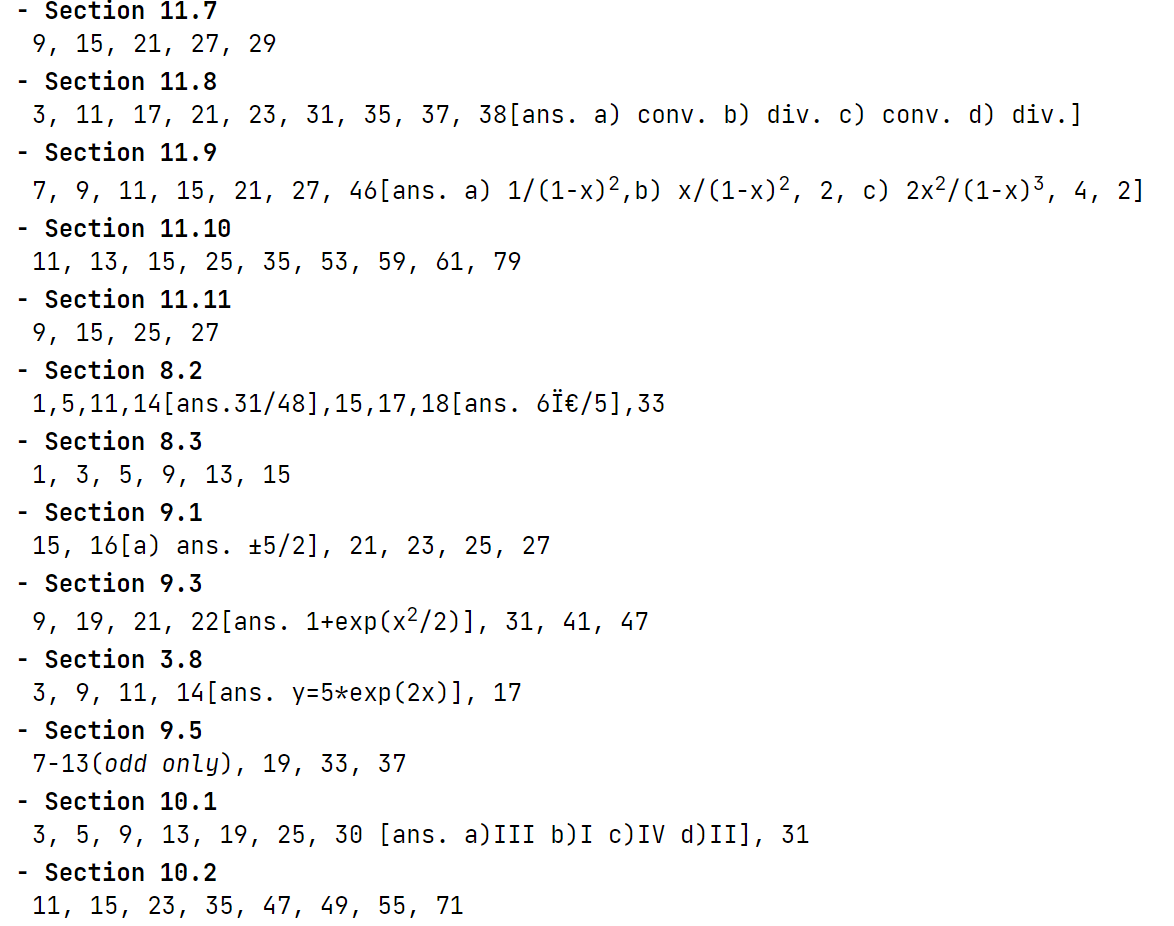 - Section 11.7
9, 15, 21, 27, 29
- Section 11.8
3, 11, 17, 21, 23, 31, 35, 37, 38[ans. a) conv. b) div. c) conv. d) div.]
- Section 11.9
7, 9, 11, 15, 21, 27, 46[ans. a) 1/(1-x)²,b) x/(1-x)², 2, c) 2x²/(1-x)³, 4, 2]
- Section 11.10
11, 13, 15, 25, 35, 53, 59, 61, 79
- Section 11.11
9, 15, 25, 27
- Section 8.2
1,5,11,14[ans.31/48],15,17,18[ans. 6Ï€/5],33
- Section 8.3
1, 3, 5, 9, 13, 15
- Section 9.1
15, 16[a) ans. ±5/2], 21, 23, 25, 27
- Section 9.3
9, 19, 21, 22[ans. 1+exp(x²/2)], 31, 41, 47
- Section 3.8
3, 9, 11, 14[ans. y=5*exp(2x)], 17
- Section 9.5
7-13(odd only), 19, 33, 37
- Section 10.1
3, 5, 9, 13, 19, 25, 30 [ans. a)III b)I c)IV d)II], 31
- Section 10.2
11, 15, 23, 35, 47, 49, 55, 71